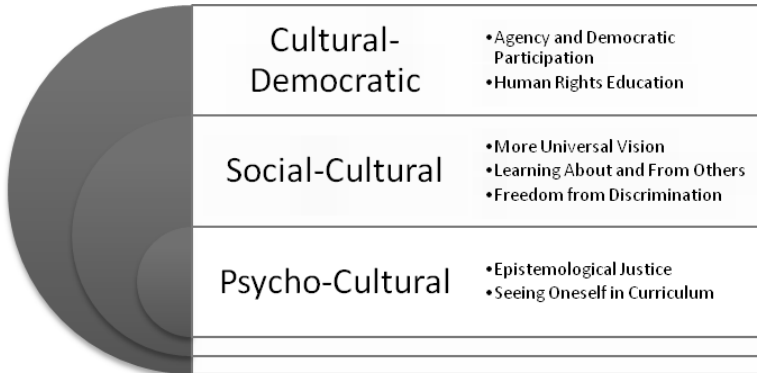 Cultural-
Democratic
•Agency and Democratic
Participation
•Human Rights Education
Social-Cultural
•More Universal Vision
•Learning About and From Others
•Freedom from Discrimination
Psycho-Cultural
•Epistemological Justice
•Seeing Oneself in Curriculum